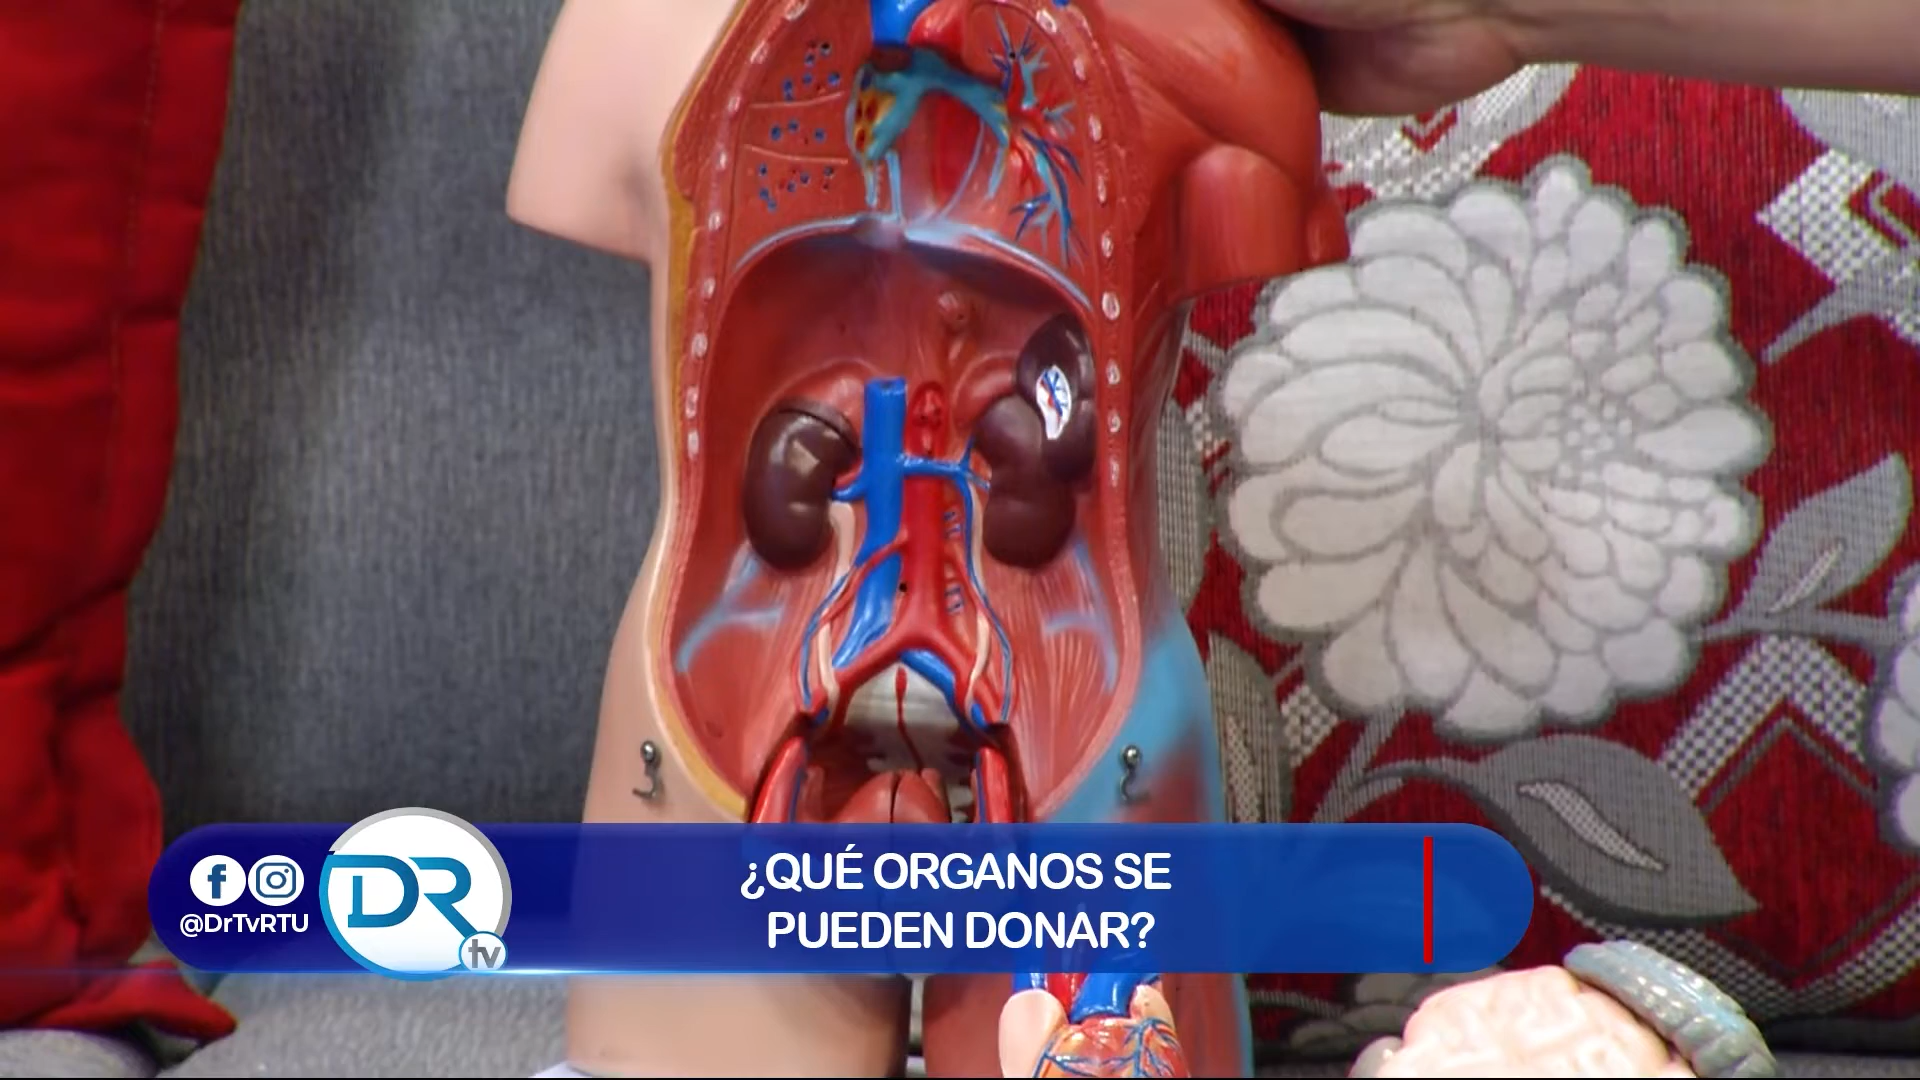 ¿QUÉ ORGANOS SE
PUEDEN DONAR?
@DrTvRTU
DR
tv